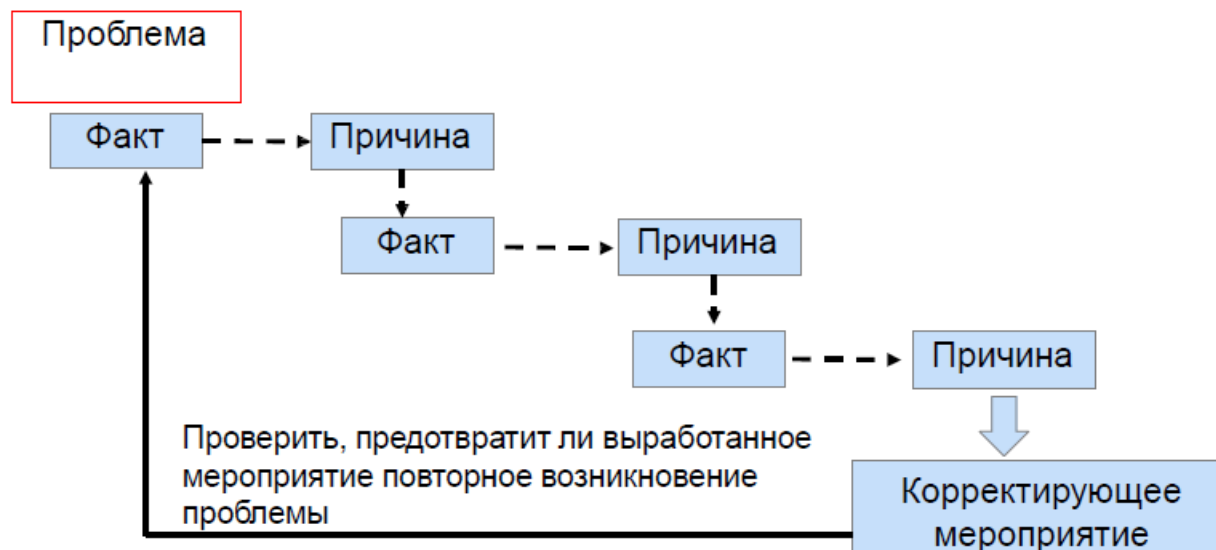 Проблема
Факт
Причина
Факт
Причина
Факт
Причина
Проверить, предотвратит ли выработанное
мероприятие повторное возникновение
проблемы
Корректирующее
мероприятие